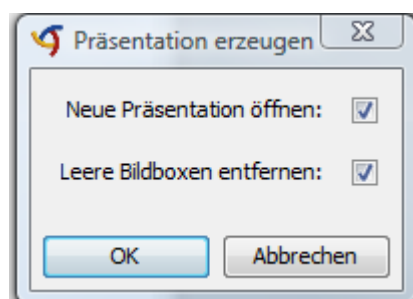 Präsentation erzeugen
Neue Präsentation öffnen:
Leere Bildboxen entfernen:
OK Abbrechen